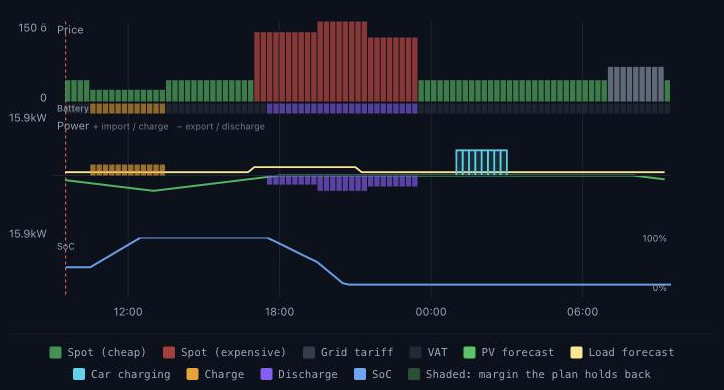 150 ö
Price
0
Battery
15.9kW
Power + import / charge − export / discharge
15.9kW
SoC
100%
0%
12:00 18:00 00:00 06:00
Spot (cheap) Spot (expensive) Grid tariff VAT PV forecast Load forecast
Car charging Charge Discharge SoC Shaded: margin the plan holds back